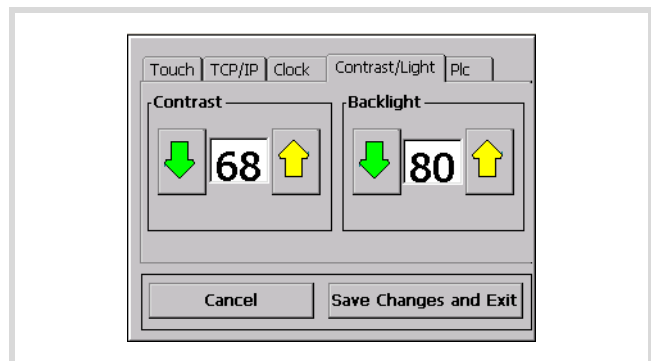 Touch TCP/IP Clock Contrast/Light Plc
Contrast Backlight
68 80
Cancel Save Changes and Exit